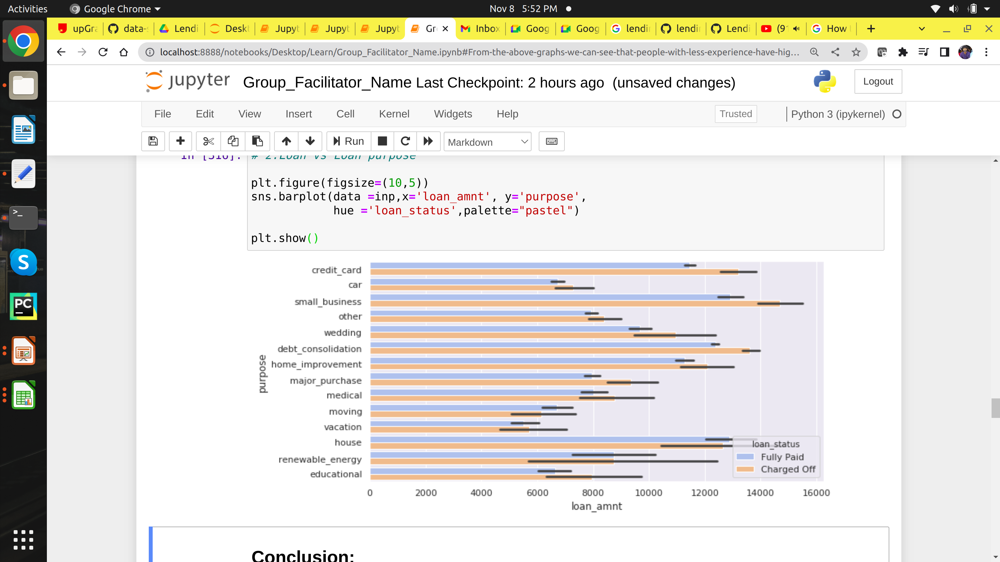 Activities Google Chrome Nov 8 5:52 PM
upGra data-s Lendi Deskt Jupyt Jupyt Jupyt Gr Inbox Goog Goog lendin lendin Lendi (91 How
localhost:8888/notebooks/Desktop/Learn/Group_Facilitator_Name.ipynb#From-the-above-graphs-we-can-see-that-people-with-less-experience-have-hig...
jupyter Group_Facilitator_Name Last Checkpoint: 2 hours ago (unsaved changes) Logout
File Edit View Insert Cell Kernel Widgets Help Trusted Python 3 (ipykernel)
Run Markdown
In [316]: # 2.Loan vs Loan purpose
plt.figure(figsize=(10,5))
sns.barplot(data =inp,x='loan_amnt', y='purpose',
hue ='loan_status',palette="pastel")
plt.show()
credit_card
car
small_business
other
wedding
debt_consolidation
home_improvement
major_purchase
medical
moving
vacation
house
renewable_energy
educational
purpose
loan_status
Fully Paid
Charged Off
0 2000 4000 6000 8000 10000 12000 14000 16000
loan_amnt
Conclusion:
S
PC